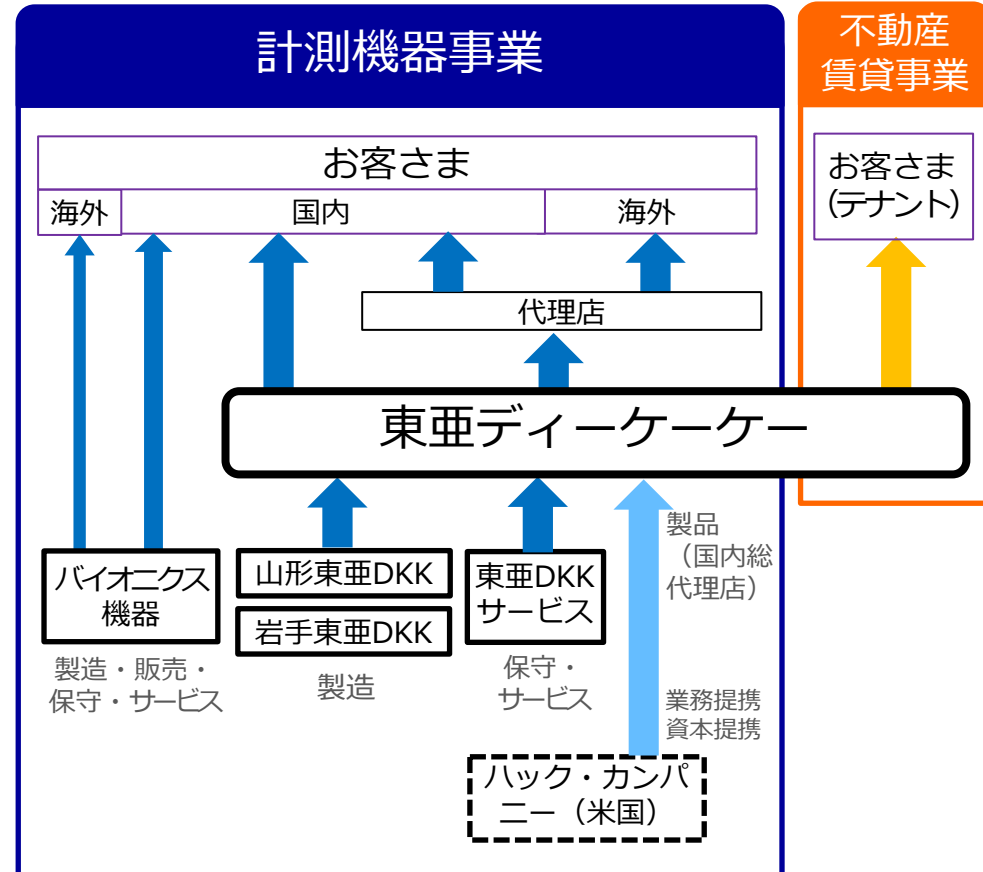 計測機器事業
不動産
賃貸事業
お客さま
海外
国内
海外
お客さま
(テナント)
代理店
東亜ディーケーケー
バイオニクス
機器
製造・販売・
保守・サービス
山形東亜DKK
岩手東亜DKK
製造
東亜DKK
サービス
保守・
サービス
製品
（国内総
代理店）
業務提携
資本提携
ハック・カンパ
ニー（米国）